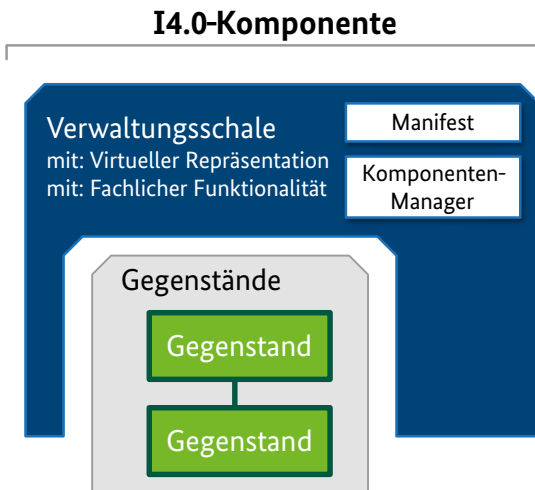 I4.0-Komponente
Verwaltungsschale
mit: Virtueller Repräsentation
mit: Fachlicher Funktionalität
Manifest
Komponenten-
Manager
Gegenstände
Gegenstand
Gegenstand